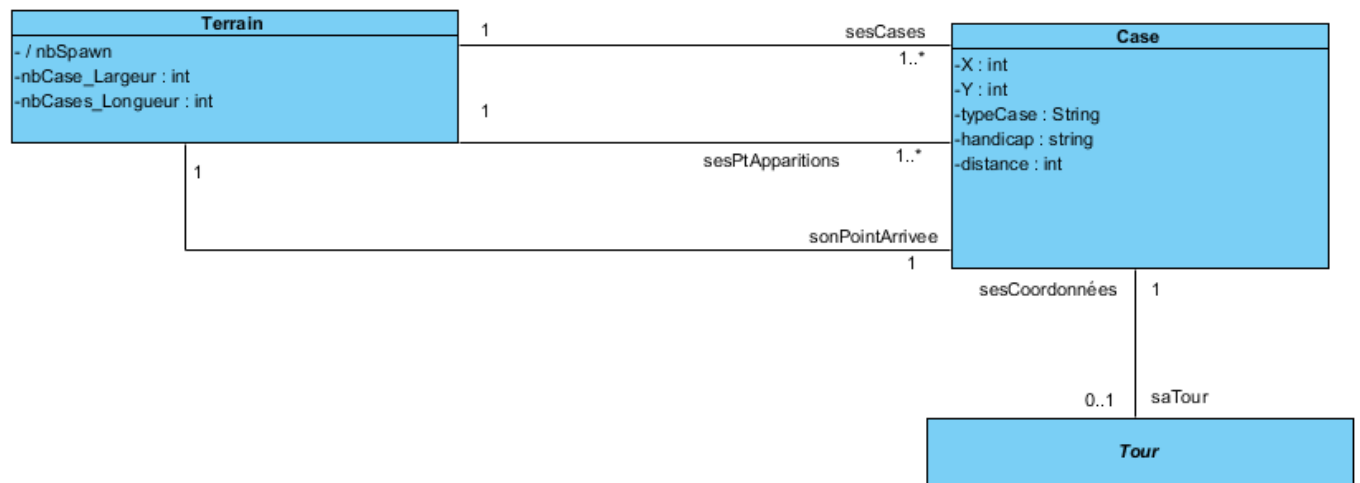 Terrain
- / nbSpawn
-nbCase_Largeur : int
-nbCases_Longueur : int
1
sesCases
1..*
1
sesPtApparitions
1..*
1
sonPointArrivee
1
Case
-X : int
-Y : int
-typeCase : String
-handicap : string
-distance : int
sesCoordonnées
1
0..1
saTour
Tour